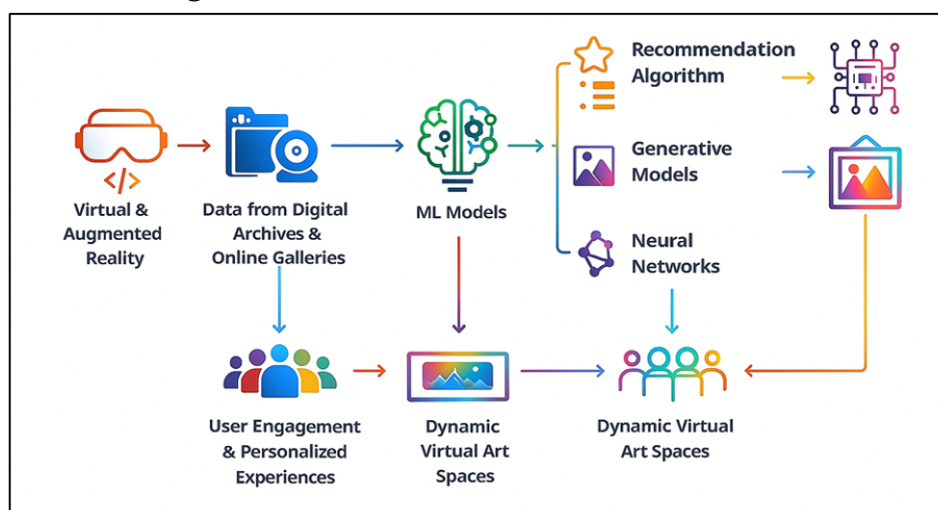 Recommendation
Algorithm
Generative
Models
Neural
Networks
</>
Virtual &
Augmented
Reality
Data from Digital
Archives &
Online Galleries
ML Models
User Engagement
& Personalized
Experiences
Dynamic
Virtual Art
Spaces
Dynamic Virtual
Art Spaces